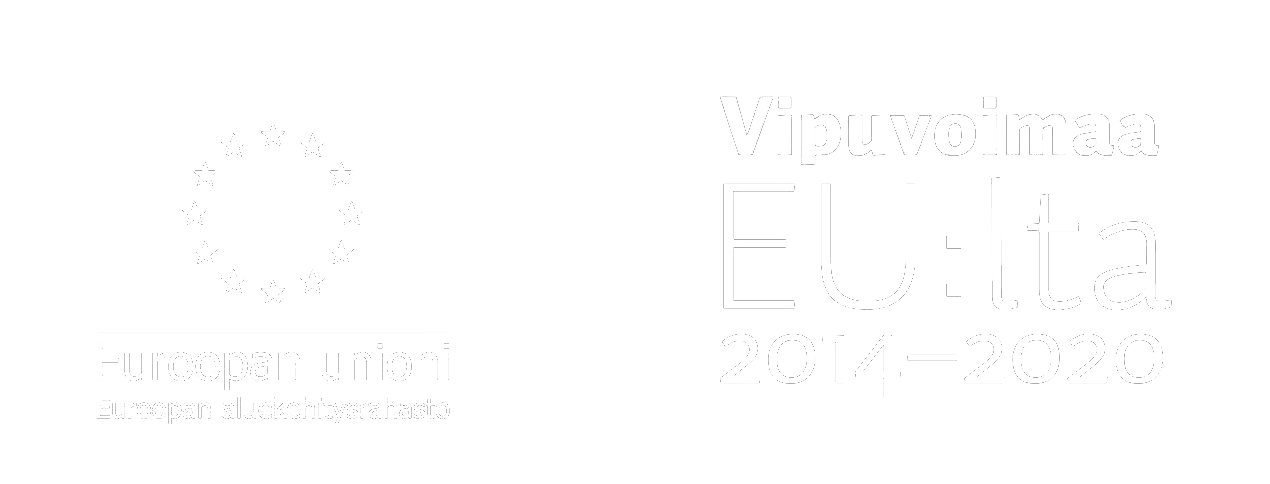 Euroopan unioni
Euroopan aluekehitysrahasto
Vipuvoimaa
EU:lta
2014–2020